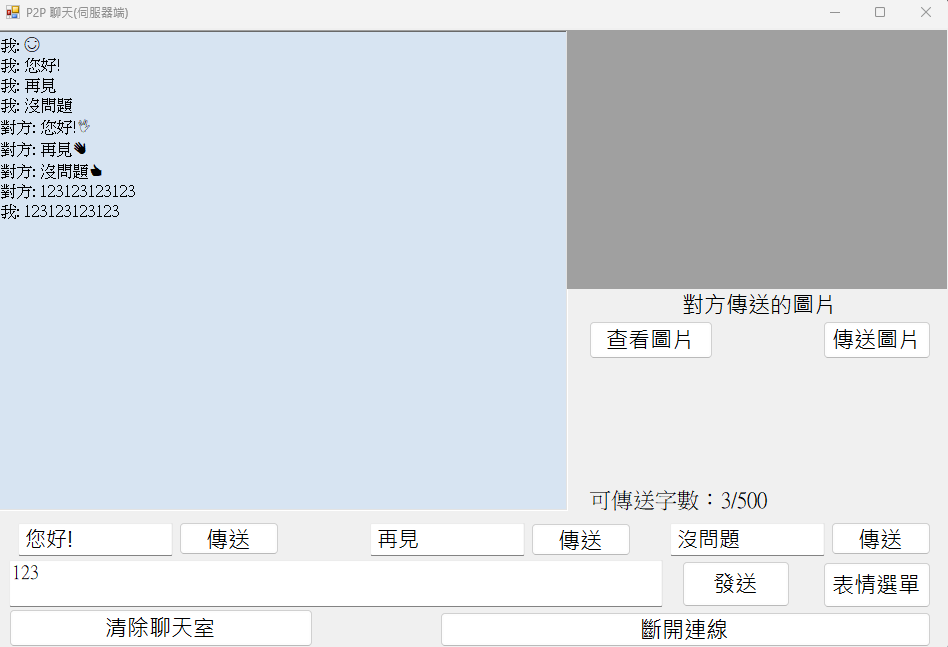 P2P 聊天(伺服器端)
我: ☺
我: 您好!
我: 再見
我: 沒問題
對方: 您好!🖐
對方: 再見👋
對方: 沒問題👍
對方: 123123123123
我: 123123123123
對方傳送的圖片
查看圖片 傳送圖片
可傳送字數：3/500
您好! 傳送 再見 傳送 沒問題 傳送
123 發送 表情選單
清除聊天室 斷開連線